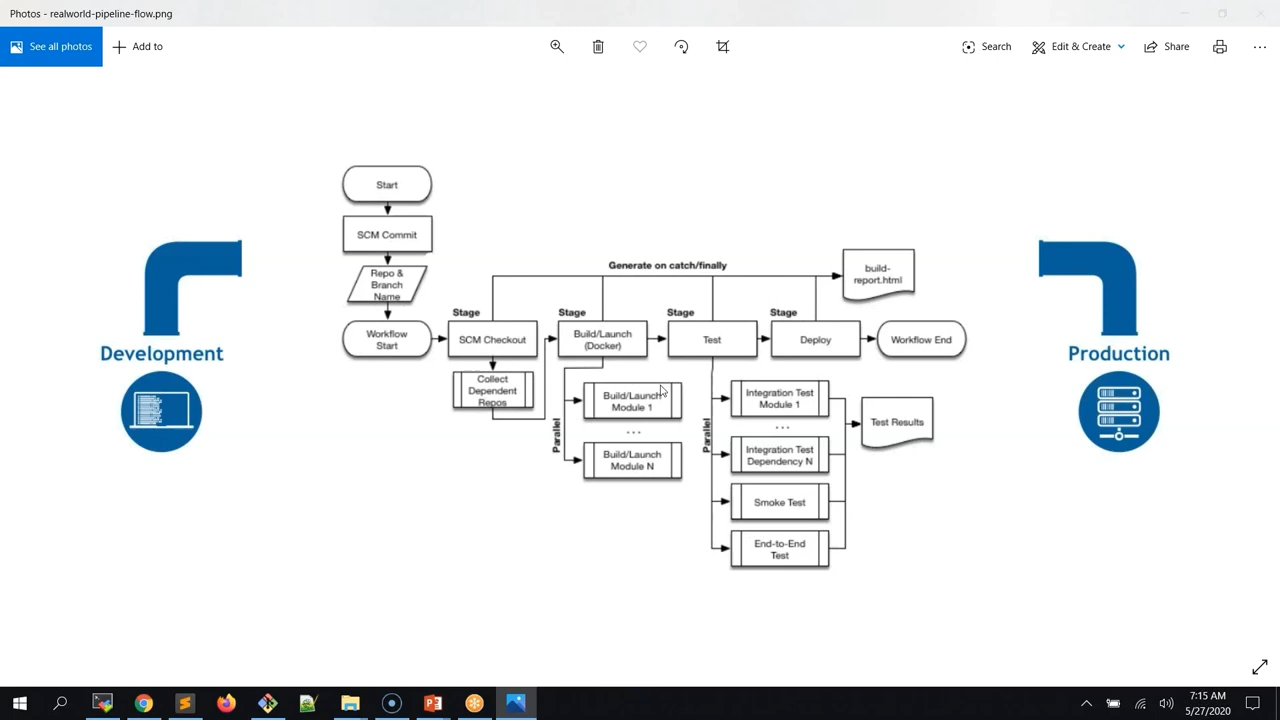 Photos - realworld-pipeline-flow.png
See all photos
Add to
Search
Edit & Create
Share
Start
SCM Commit
Repo &
Branch
Name
Workflow
Start
Generate on catch/finally
build-
report.html
Stage
Stage
Stage
Stage
SCM Checkout
Build/Launch
(Docker)
Test
Deploy
Workflow End
Collect
Dependent
Repos
Parallel
Build/Launch
Module 1
...
Build/Launch
Module N
Parallel
Integration Test
Module 1
...
Integration Test
Dependency N
Smoke Test
End-to-End
Test
Test Results
Development
Production
7:15 AM
5/27/2020